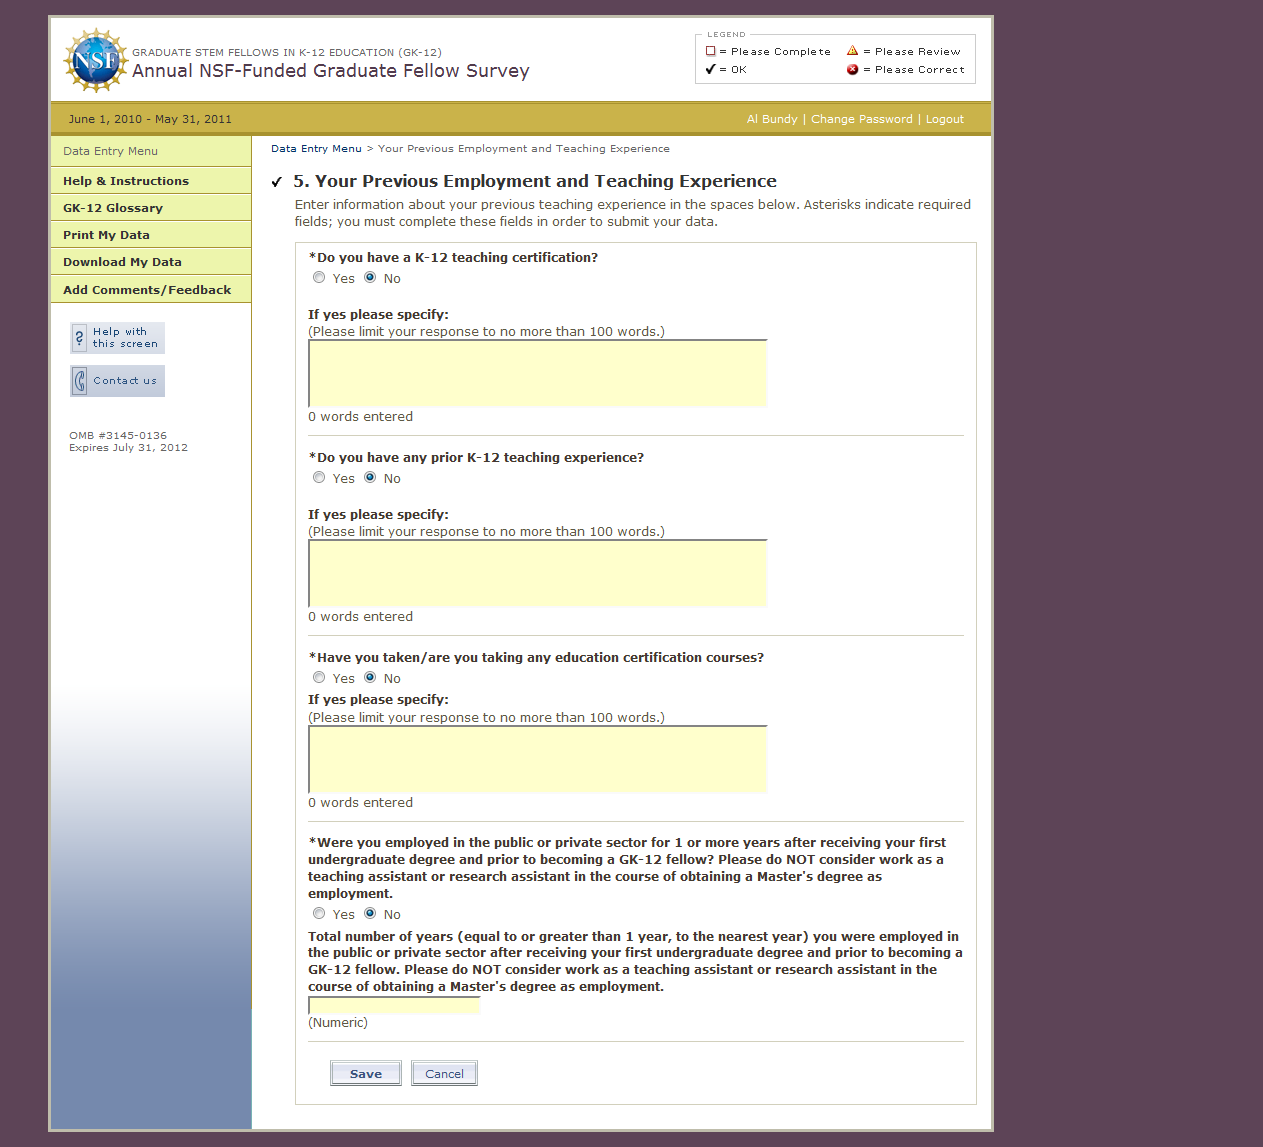 NSF
GRADUATE STEM FELLOWS IN K-12 EDUCATION (GK-12)
Annual NSF-Funded Graduate Fellow Survey
LEGEND
= Please Complete
= Please Review
= OK
= Please Correct
June 1, 2010 - May 31, 2011
Al Bundy | Change Password | Logout
Data Entry Menu
Help & Instructions
GK-12 Glossary
Print My Data
Download My Data
Add Comments/Feedback
? Help with
this screen
Contact us
OMB #3145-0136
Expires July 31, 2012
Data Entry Menu > Your Previous Employment and Teaching Experience
5. Your Previous Employment and Teaching Experience
Enter information about your previous teaching experience in the spaces below. Asterisks indicate required
fields; you must complete these fields in order to submit your data.
*Do you have a K-12 teaching certification?
Yes No
If yes please specify:
(Please limit your response to no more than 100 words.)
0 words entered
*Do you have any prior K-12 teaching experience?
Yes No
If yes please specify:
(Please limit your response to no more than 100 words.)
0 words entered
*Have you taken/are you taking any education certification courses?
Yes No
If yes please specify:
(Please limit your response to no more than 100 words.)
0 words entered
*Were you employed in the public or private sector for 1 or more years after receiving your first
undergraduate degree and prior to becoming a GK-12 fellow? Please do NOT consider work as a
teaching assistant or research assistant in the course of obtaining a Master's degree as
employment.
Yes No
Total number of years (equal to or greater than 1 year, to the nearest year) you were employed in
the public or private sector after receiving your first undergraduate degree and prior to becoming a
GK-12 fellow. Please do NOT consider work as a teaching assistant or research assistant in the
course of obtaining a Master's degree as employment.
(Numeric)
Save Cancel